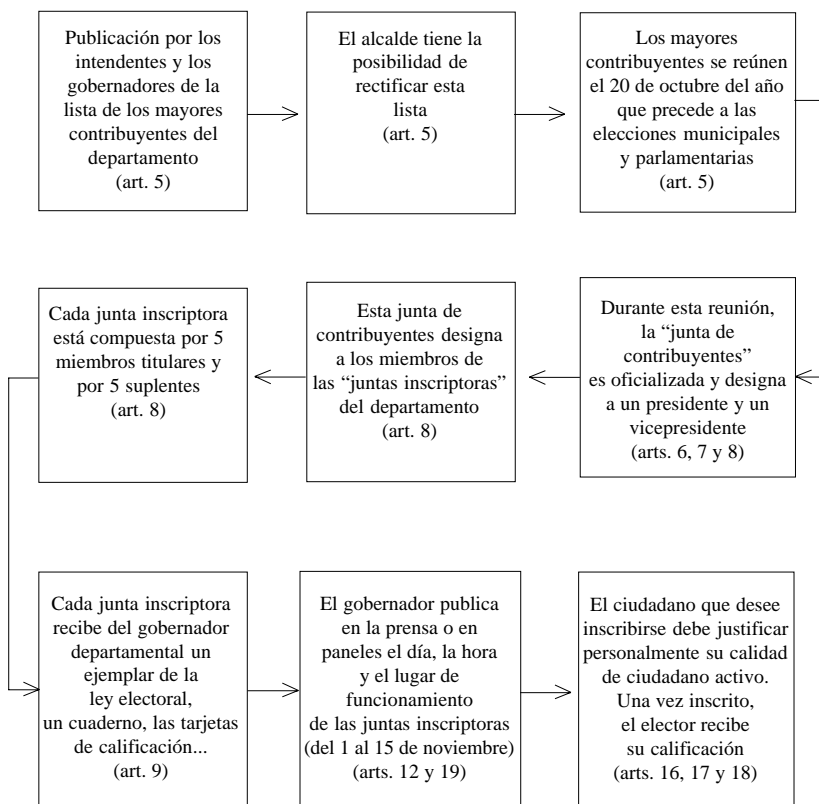 Publicación por los
intendentes y los
gobernadores de la
lista de los mayores
contribuyentes del
departamento
(art. 5)
El alcalde tiene la
posibilidad de
rectificar esta
lista
(art. 5)
Los mayores
contribuyentes se reúnen
el 20 de octubre del año
que precede a las
elecciones municipales
y parlamentarias
(art. 5)
Durante esta reunión,
la “junta de
contribuyentes”
es oficializada y designa
a un presidente y un
vicepresidente
(arts. 6, 7 y 8)
Esta junta de
contribuyentes designa
a los miembros de
las “juntas inscriptoras”
del departamento
(art. 8)
Cada junta inscriptora
está compuesta por 5
miembros titulares y
por 5 suplentes
(art. 8)
Cada junta inscriptora
recibe del gobernador
departamental un
ejemplar de la
ley electoral,
un cuaderno, las tarjetas
de calificación...
(art. 9)
El gobernador publica
en la prensa o en
paneles el día, la hora
y el lugar de
funcionamiento
de las juntas inscriptoras
(del 1 al 15 de noviembre)
(arts. 12 y 19)
El ciudadano que desee
inscribirse debe justificar
personalmente su calidad
de ciudadano activo.
Una vez inscrito,
el elector recibe
su calificación
(arts. 16, 17 y 18)